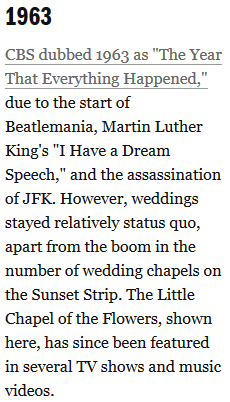 1963
CBS dubbed 1963 as "The Year
That Everything Happened,"
due to the start of
Beatlemania, Martin Luther
King's "I Have a Dream
Speech," and the assassination
of JFK. However, weddings
stayed relatively status quo,
apart from the boom in the
number of wedding chapels on
the Sunset Strip. The Little
Chapel of the Flowers, shown
here, has since been featured
in several TV shows and music
videos.